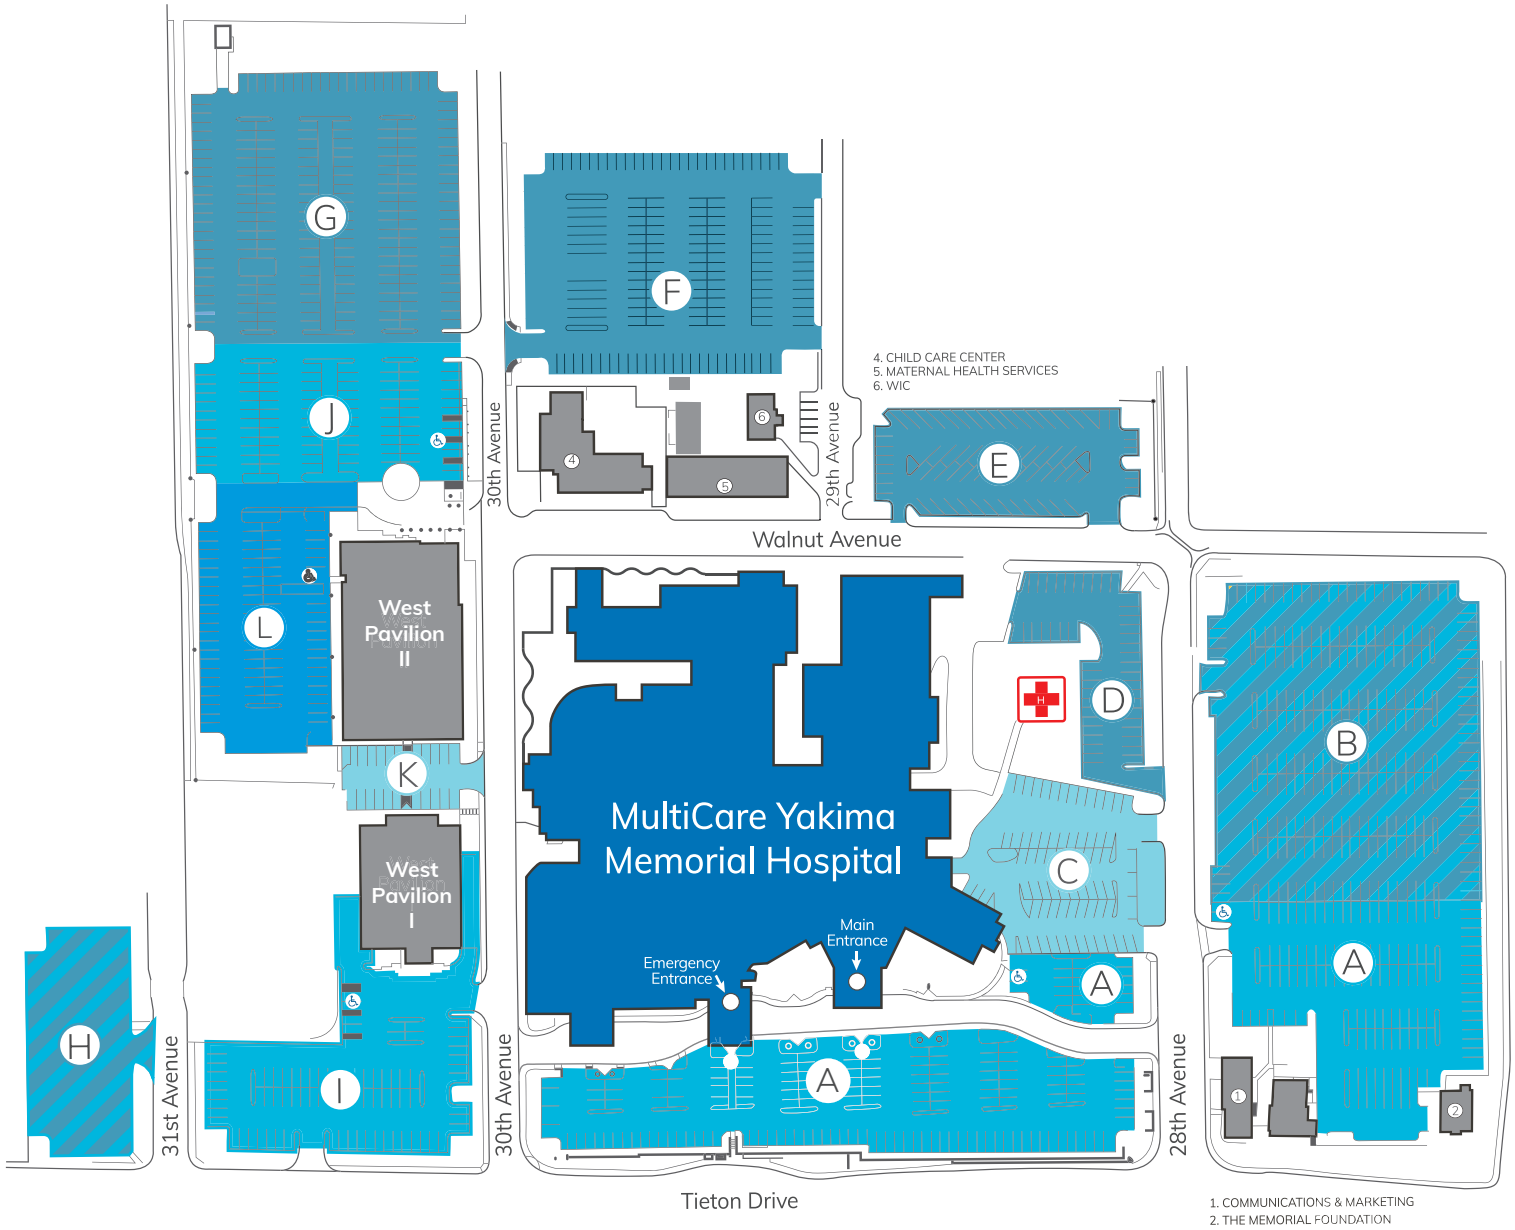 G
F
4. CHILD CARE CENTER
5. MATERNAL HEALTH SERVICES
6. WIC
J
30th Avenue
6
29th Avenue
4
5
E
Walnut Avenue
L
West
Pavilion
II
H
D
B
K
MultiCare Yakima
Memorial Hospital
West
Pavilion
I
C
Main
Entrance
Emergency
Entrance
A
A
H
31st Avenue
I
30th Avenue
A
28th Avenue
1
2
Tieton Drive
1. COMMUNICATIONS & MARKETING
2. THE MEMORIAL FOUNDATION